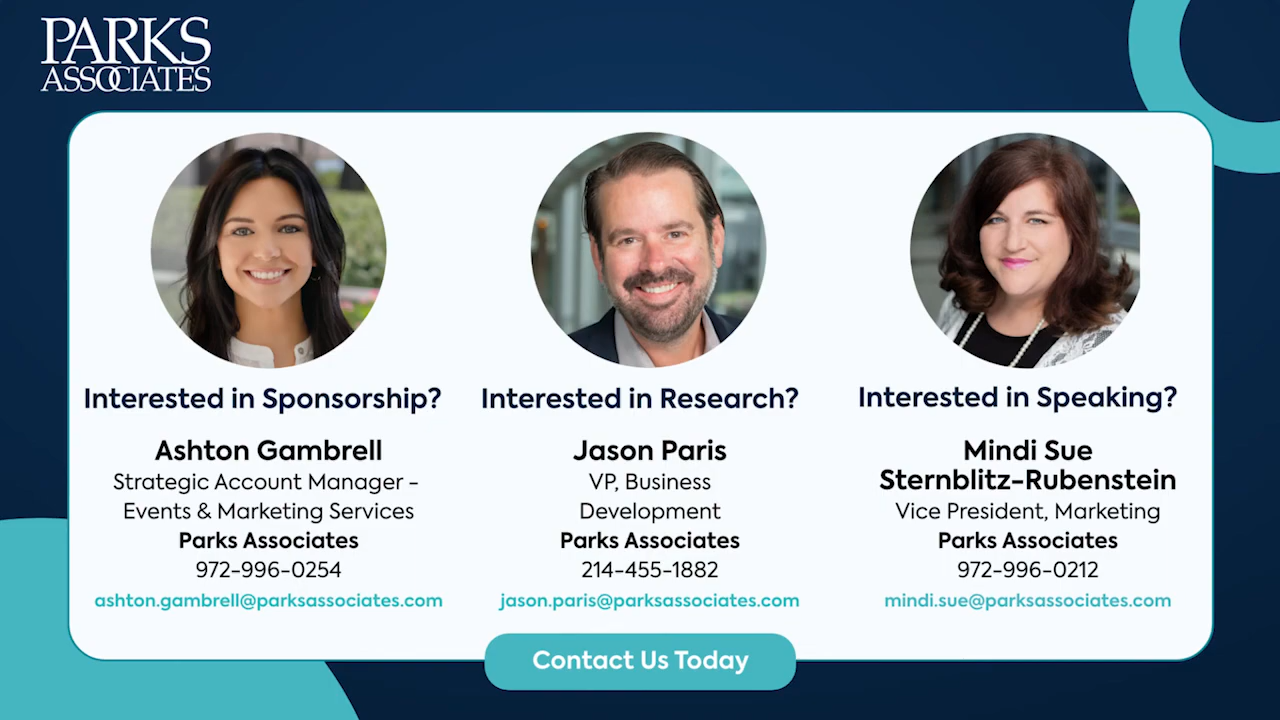 PARKS
ASSOCIATES
Interested in Sponsorship?
Ashton Gambrell
Strategic Account Manager -
Events & Marketing Services
Parks Associates
972-996-0254
ashton.gambrell@parksassociates.com
Interested in Research?
Jason Paris
VP, Business
Development
Parks Associates
214-455-1882
jason.paris@parksassociates.com
Interested in Speaking?
Mindi Sue
Sternblitz-Rubenstein
Vice President, Marketing
Parks Associates
972-996-0212
mindi.sue@parksassociates.com
Contact Us Today